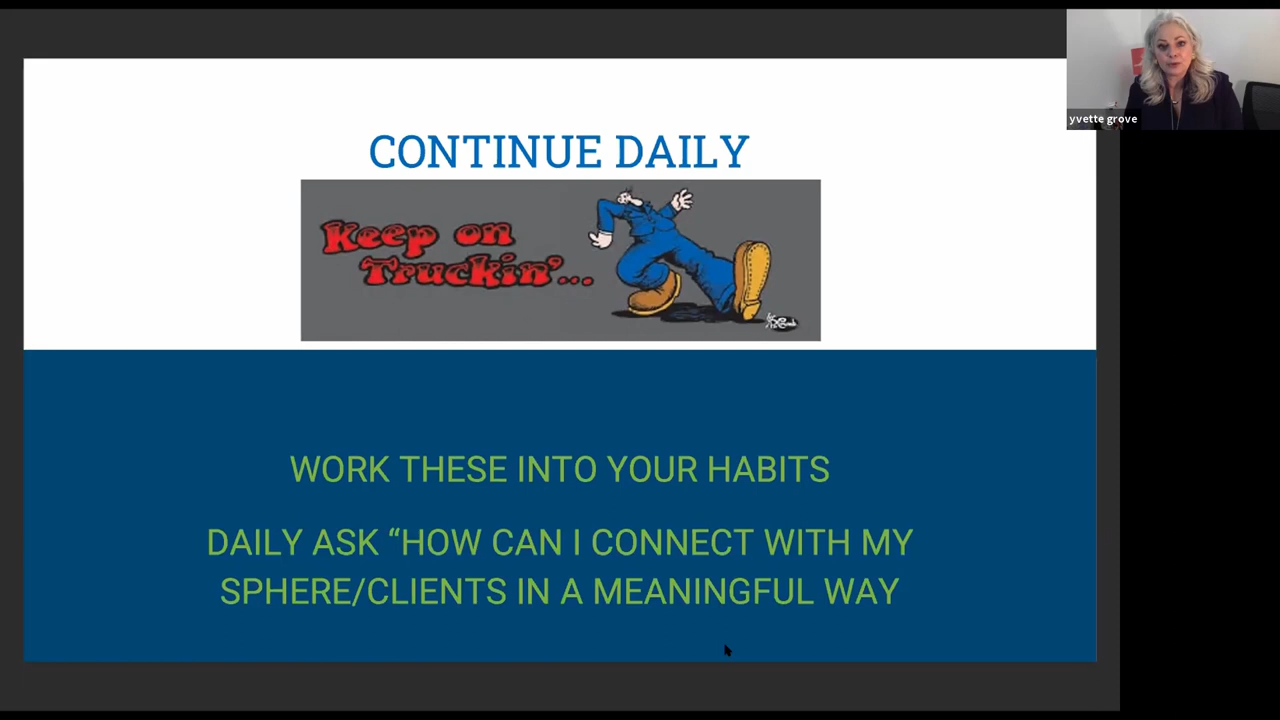 yvette grove
CONTINUE DAILY
Keep on
Truckin'...
WORK THESE INTO YOUR HABITS
DAILY ASK “HOW CAN I CONNECT WITH MY
SPHERE/CLIENTS IN A MEANINGFUL WAY